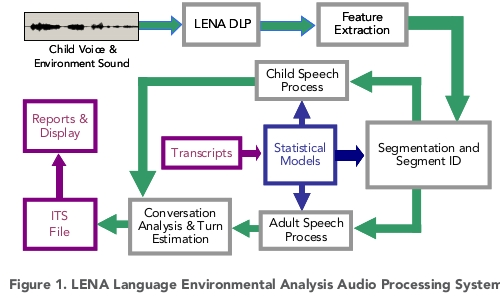 LENA DLP
Feature
Extraction
Child Voice &
Environment Sound
Child Speech
Process
Reports &
Display
Transcripts
Statistical
Models
Segmentation and
Segment ID
ITS
File
Conversation
Analysis & Turn
Estimation
Adult Speech
Process
Figure 1. LENA Language Environmental Analysis Audio Processing System